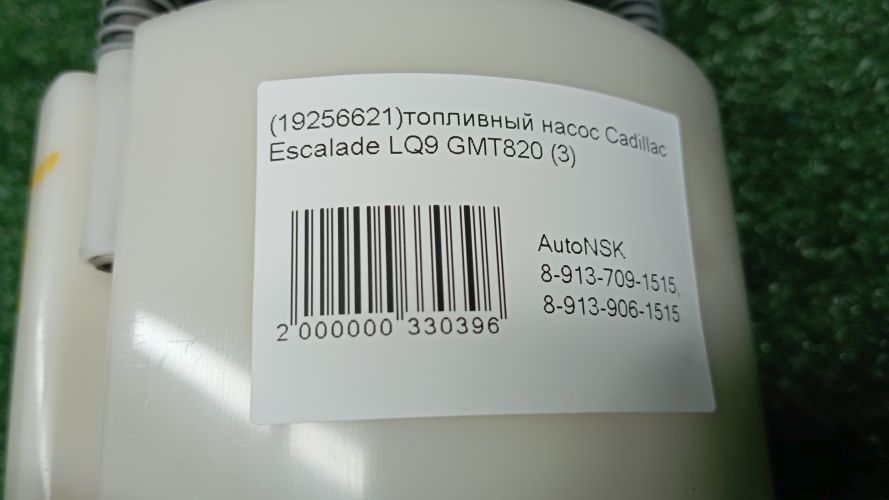 (19256621)топливный насос Cadillac
Escalade LQ9 GMT820 (3)
AutoNSK
8-913-709-1515,
8-913-906-1515
2 000000 330396